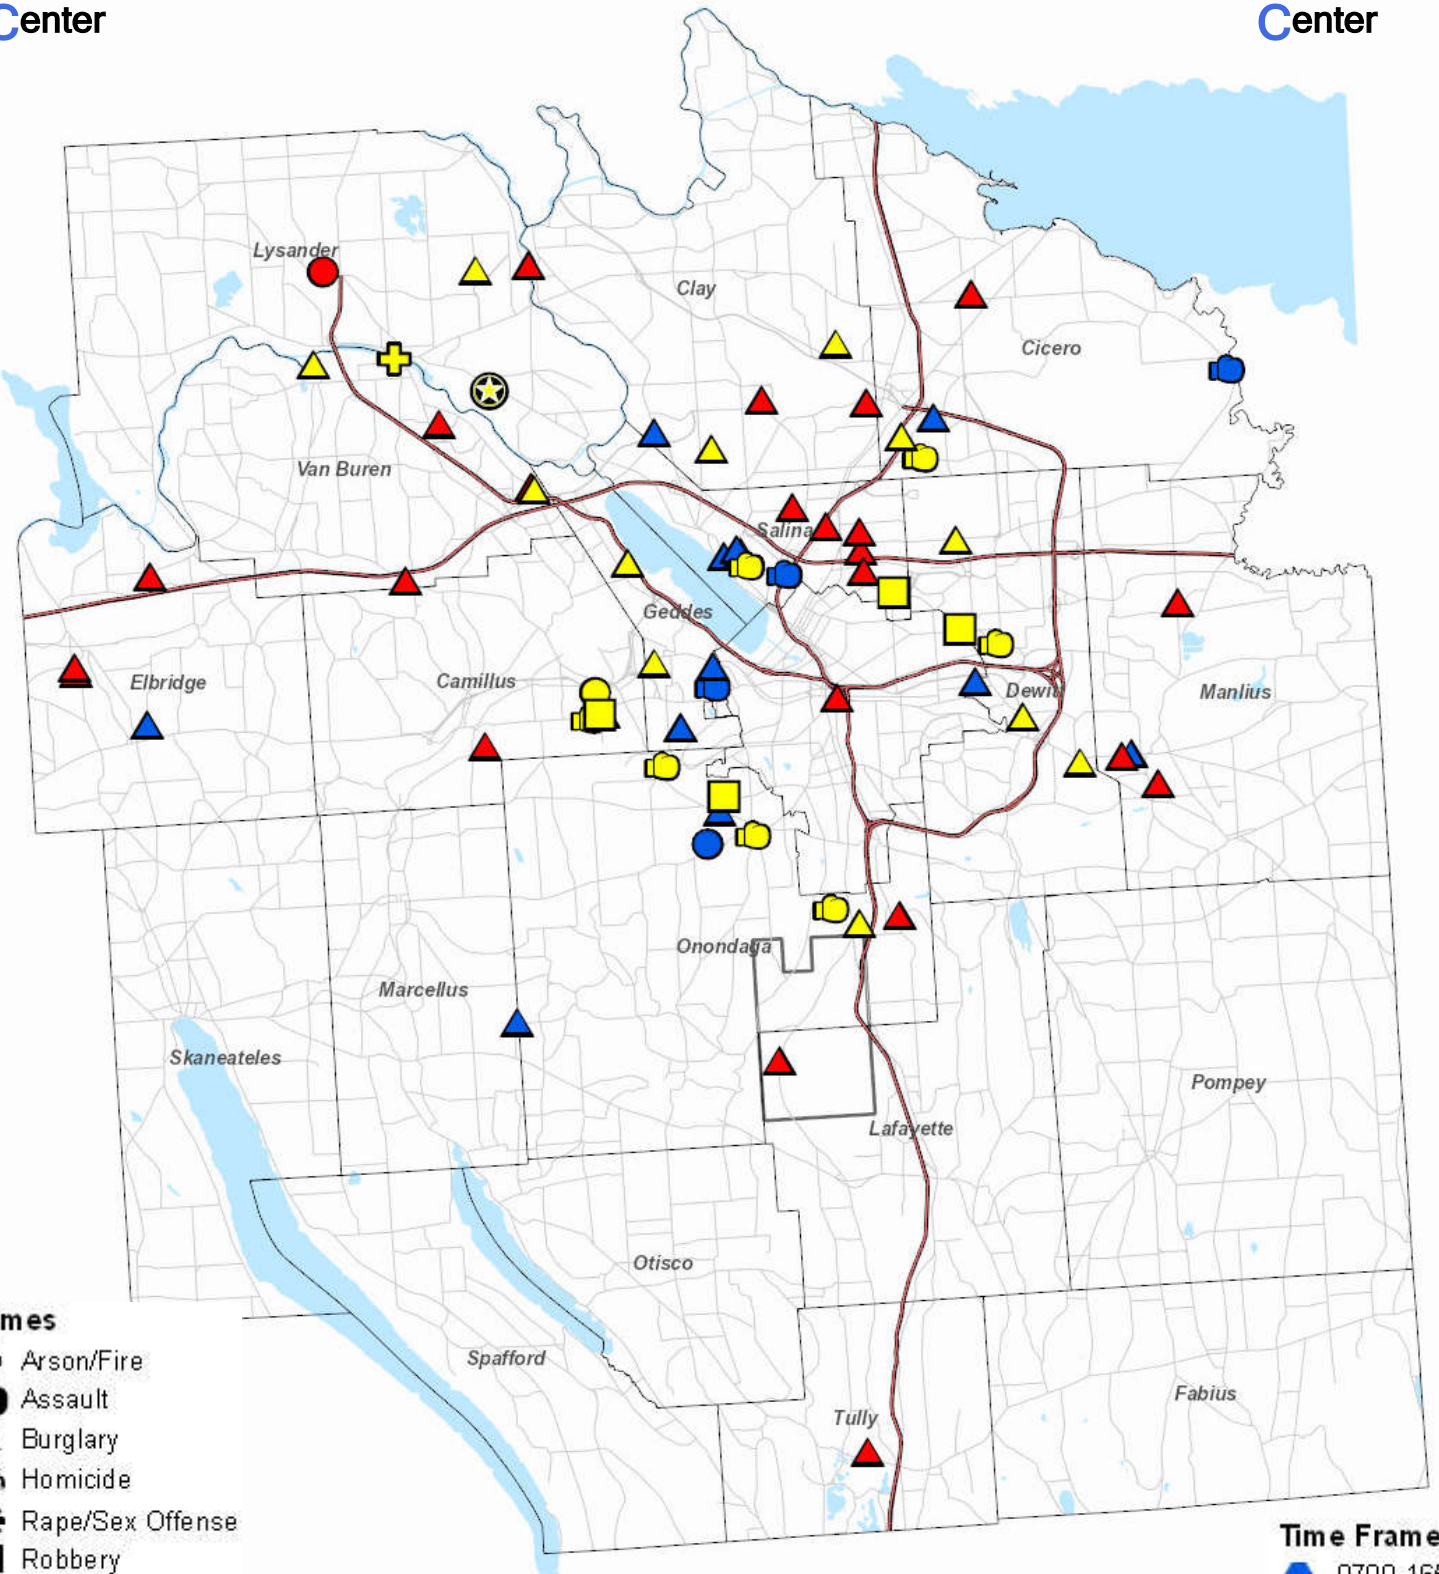 Center
Center
Lysander
Clay
Cicero
Van Buren
Salina
Geddes
Elbridge
Camillus
Dewitt
Manlius
Onondaga
Marcellus
Skaneateles
Pompey
Lafayette
Otisco
Spafford
Fabius
Tully
mes
Arson/Fire
Assault
Burglary
Homicide
Rape/Sex Offense
Robbery
Time Frame